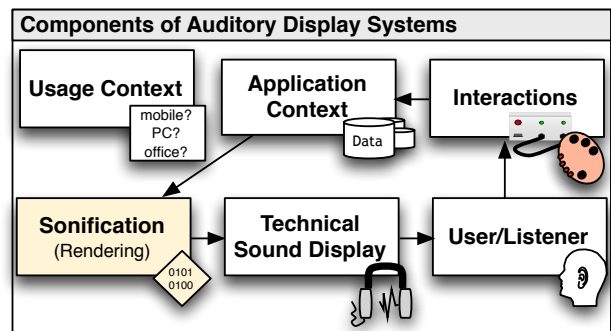 Components of Auditory Display Systems
Usage Context
mobile?
PC?
office?
Application
Context
Data
Interactions
Sonification
(Rendering)
0101
0100
Technical
Sound Display
User/Listener